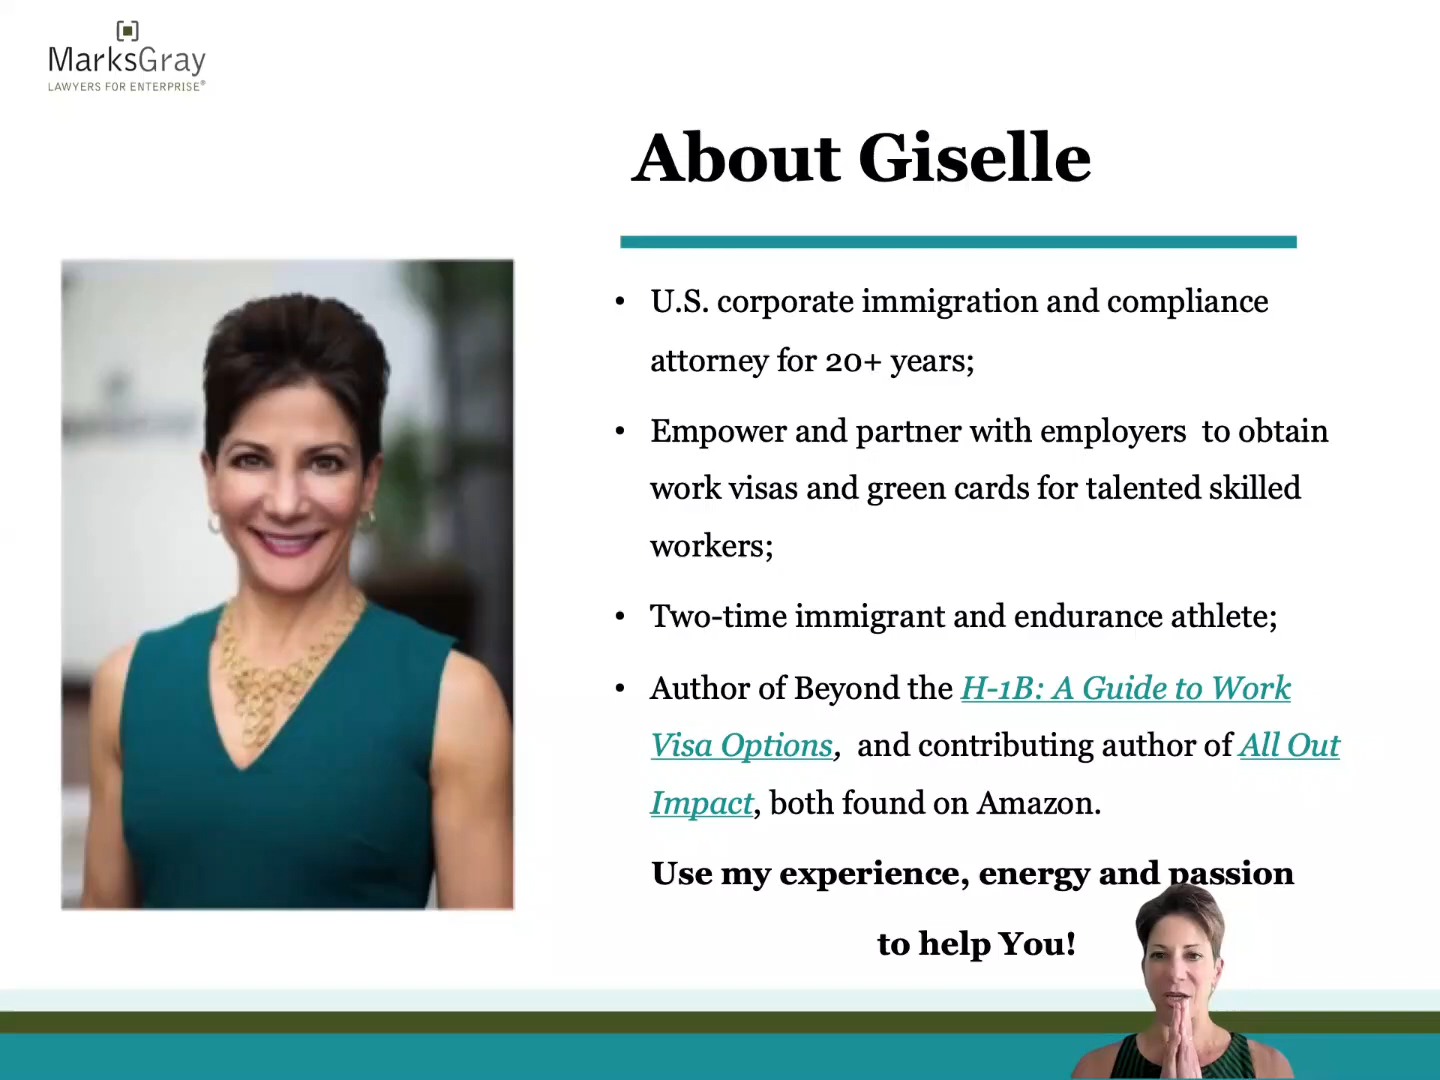 MarksGray
LAWYERS FOR ENTERPRISE®
About Giselle
• U.S. corporate immigration and compliance
attorney for 20+ years;
• Empower and partner with employers to obtain
work visas and green cards for talented skilled
workers;
• Two-time immigrant and endurance athlete;
• Author of Beyond the H-1B: A Guide to Work
Visa Options, and contributing author of All Out
Impact, both found on Amazon.
Use my experience, energy and passion
to help You!